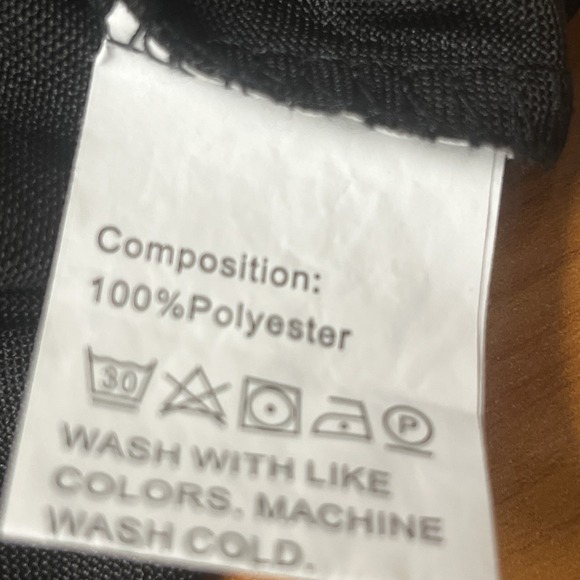 Composition:
100%Polyester
30 P
WASH WITH LIKE
COLORS. MACHINE
WASH COLD.